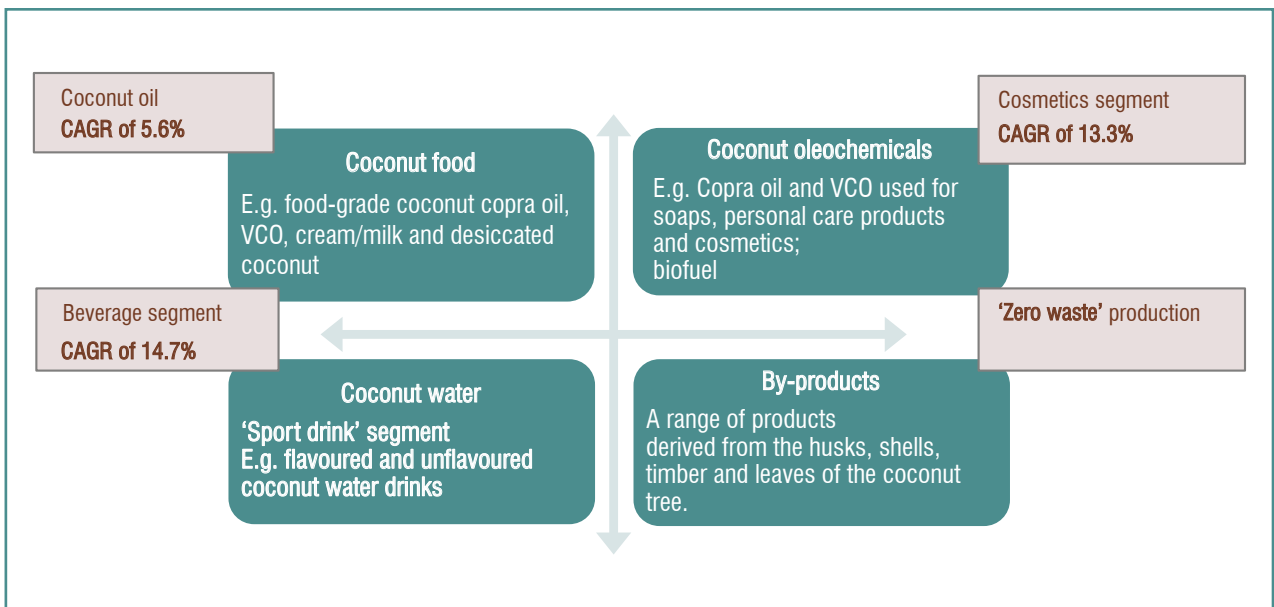 Coconut oil
CAGR of 5.6%
Coconut food
E.g. food-grade coconut copra oil,
VCO, cream/milk and desiccated
coconut
Cosmetics segment
CAGR of 13.3%
Coconut oleochemicals
E.g. Copra oil and VCO used for
soaps, personal care products
and cosmetics;
biofuel
Beverage segment
CAGR of 14.7%
Coconut water
‘Sport drink’ segment
E.g. flavoured and unflavoured
coconut water drinks
‘Zero waste’ production
By-products
A range of products
derived from the husks, shells,
timber and leaves of the coconut
tree.